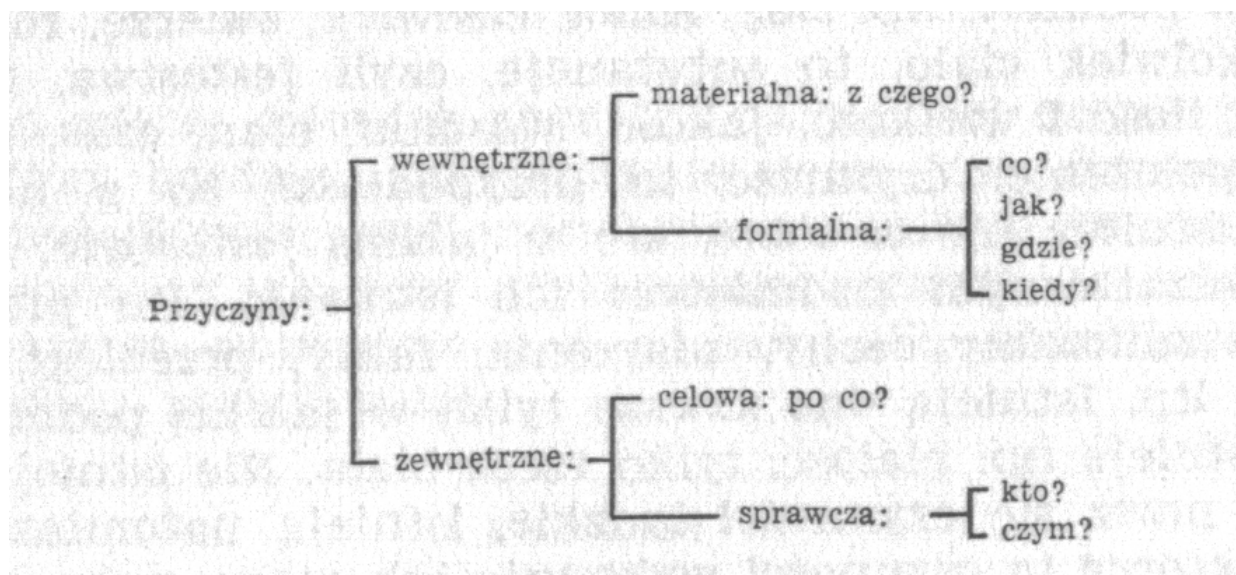 materialna: z czego?
wewnętrzne:
co?
jak?
formalna:
gdzie?
kiedy?
Przyczyny:
celowa: po co?
zewnętrzne:
kto?
sprawcza:
czym?